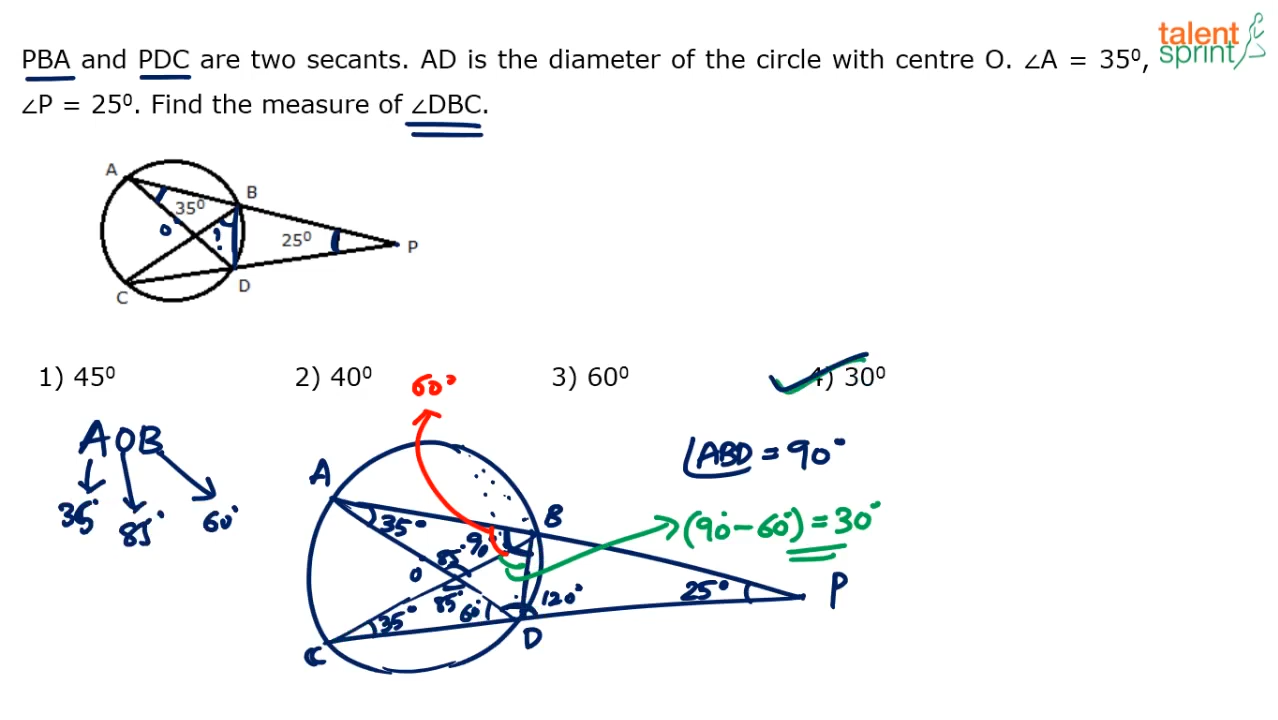 talent
sprint
PBA and PDC are two secants. AD is the diameter of the circle with centre O. ∠A = 35⁰,
∠P = 25⁰. Find the measure of ∠DBC.
A
B
35⁰
O
?
25⁰
P
C
D
1) 45⁰ 2) 40⁰ 3) 60⁰ 4) 30⁰
60°
AOB
35° 85° 60°
∠ABD = 90°
A
B
35°
90°
(90°-60°) = 30°
85°
O
85°
60°
120°
25°
P
35°
C
D